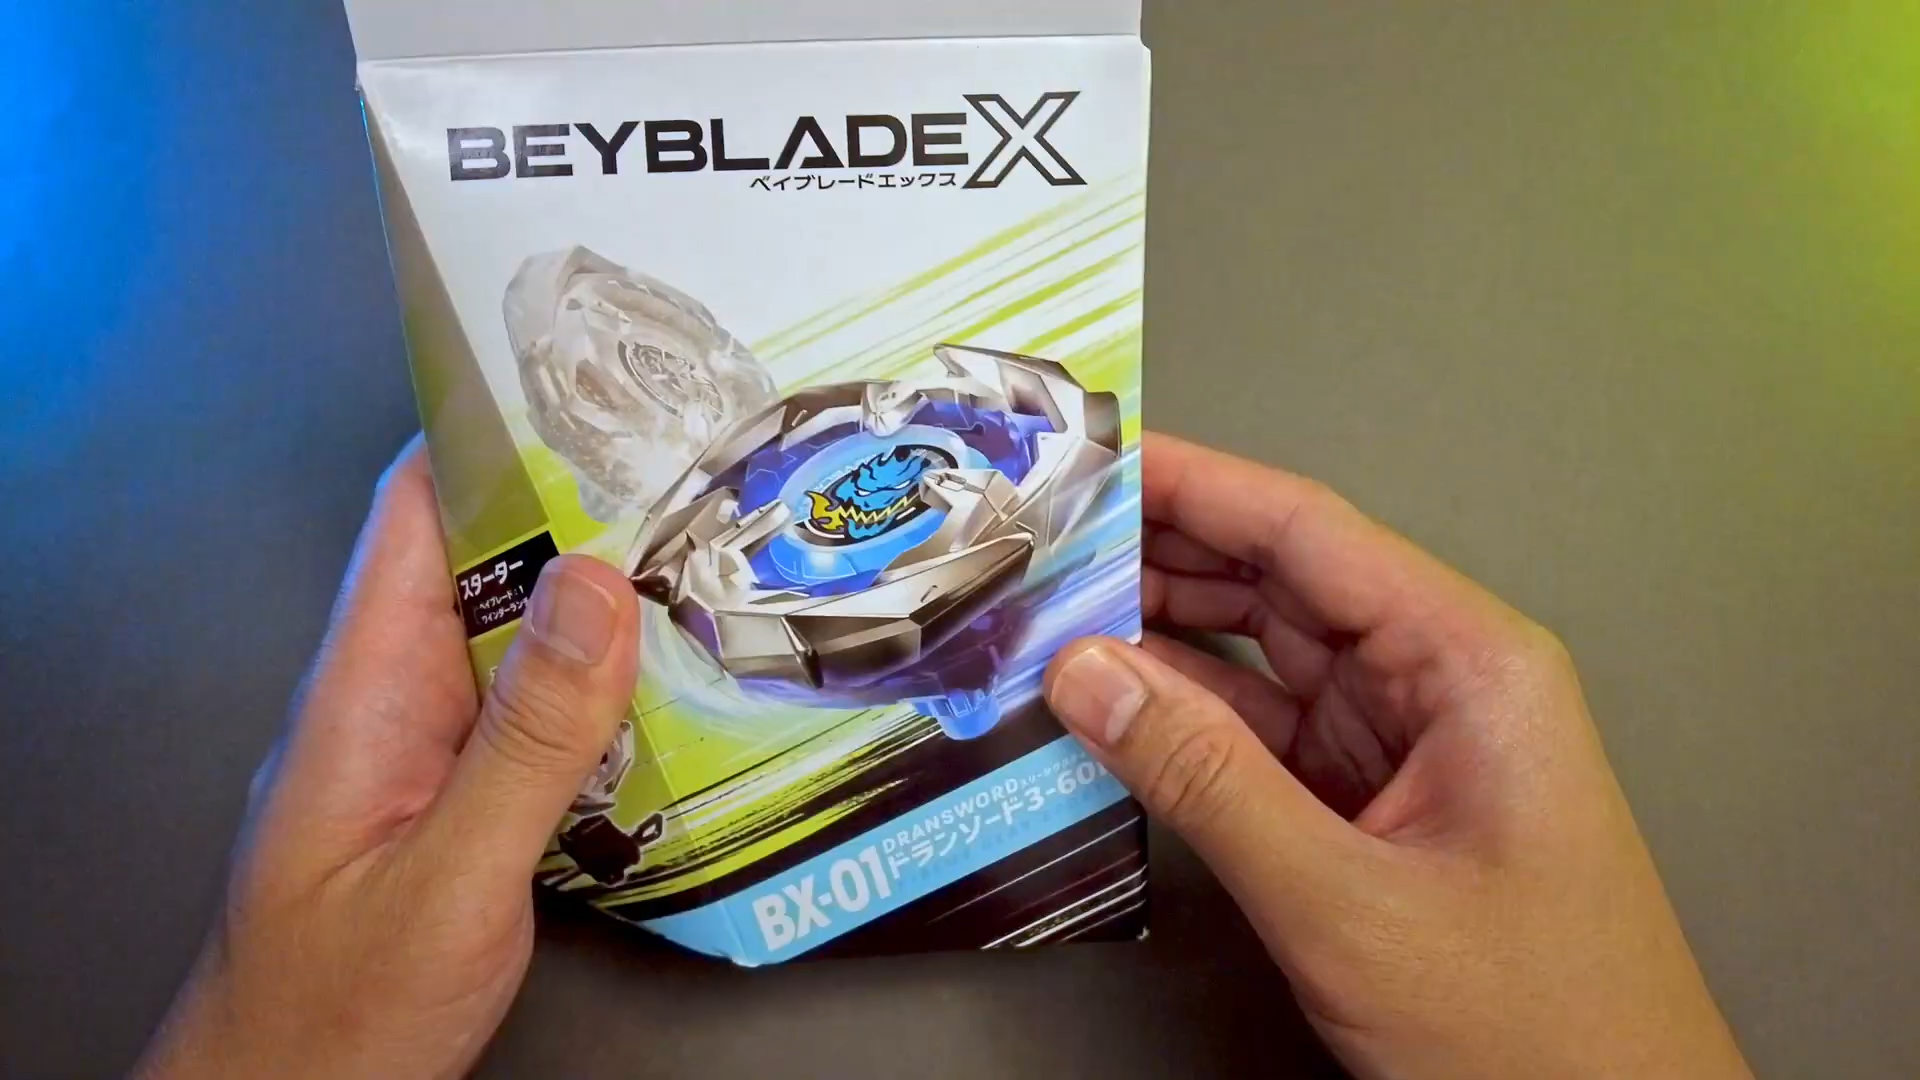 BEYBLADE X
ベイブレードエックス
スターター
ベイブレード:1
BX-01
DRANSWORD
ドランソード3-60